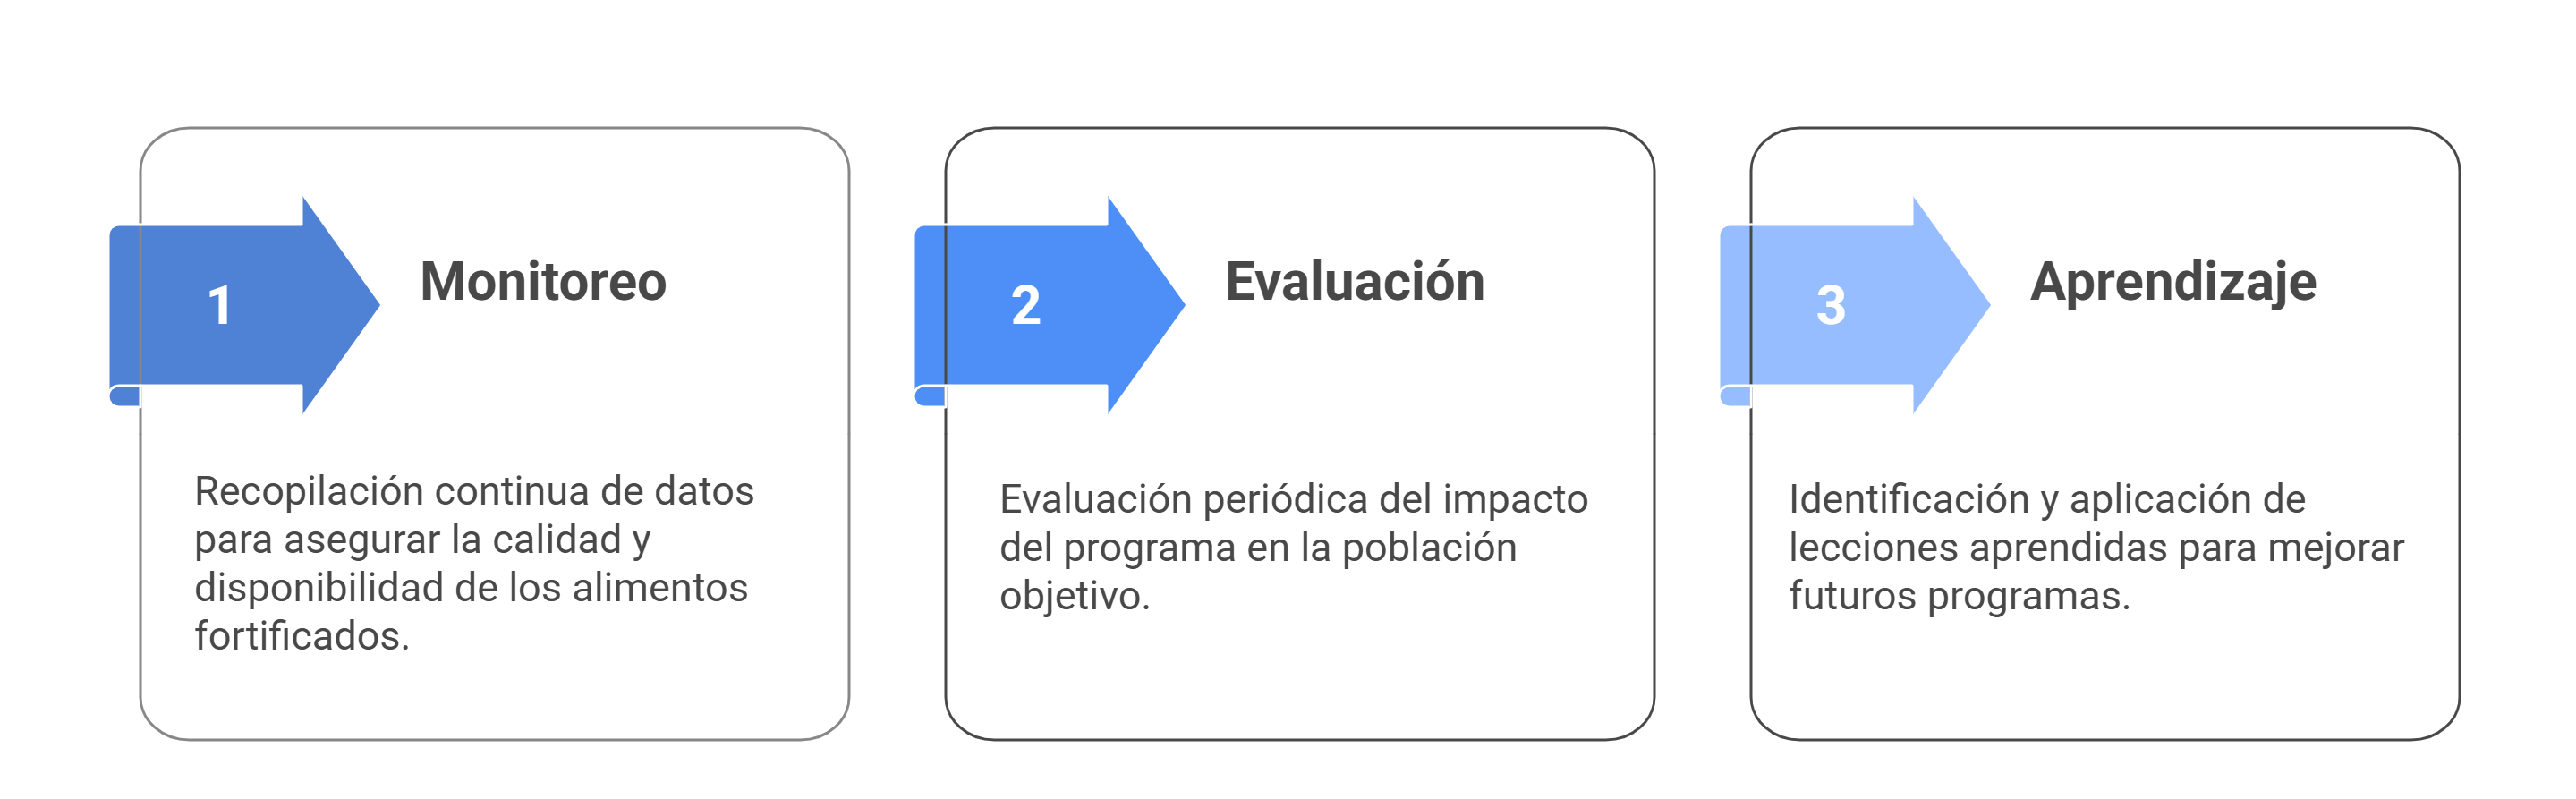 1
Monitoreo
Recopilación continua de datos
para asegurar la calidad y
disponibilidad de los alimentos
fortificados.
2
Evaluación
Evaluación periódica del impacto
del programa en la población
objetivo.
3
Aprendizaje
Identificación y aplicación de
lecciones aprendidas para mejorar
futuros programas.